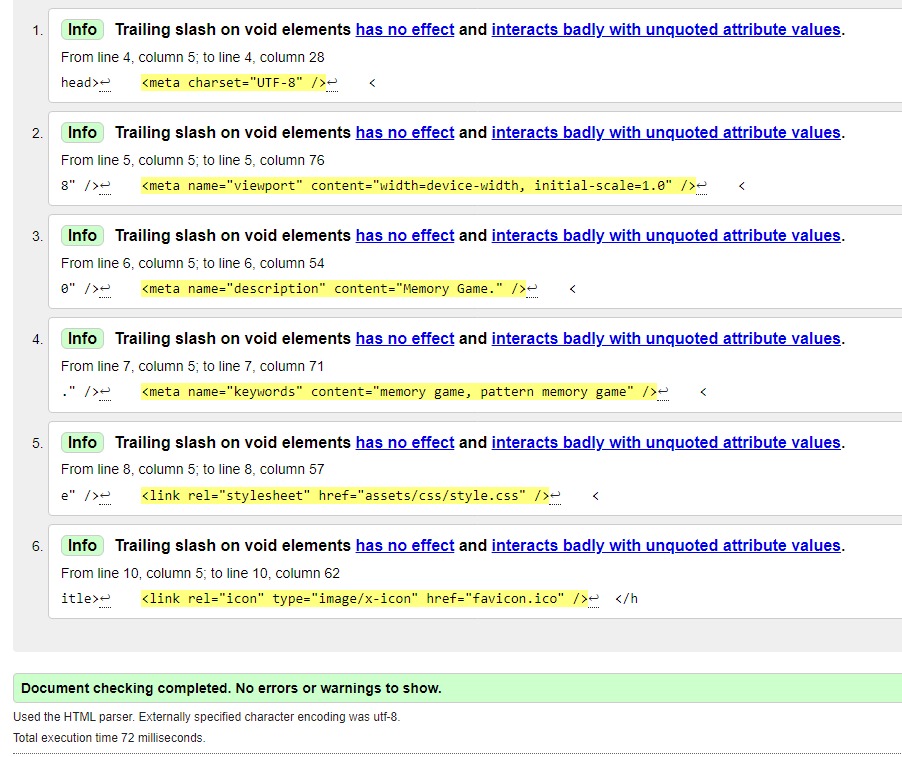 1. Info Trailing slash on void elements has no effect and interacts badly with unquoted attribute values.
From line 4, column 5; to line 4, column 28
head>↩ <meta charset="UTF-8" />↩ <
2. Info Trailing slash on void elements has no effect and interacts badly with unquoted attribute values.
From line 5, column 5; to line 5, column 76
8" />↩ <meta name="viewport" content="width=device-width, initial-scale=1.0" />↩ <
3. Info Trailing slash on void elements has no effect and interacts badly with unquoted attribute values.
From line 6, column 5; to line 6, column 54
0" />↩ <meta name="description" content="Memory Game." />↩ <
4. Info Trailing slash on void elements has no effect and interacts badly with unquoted attribute values.
From line 7, column 5; to line 7, column 71
." />↩ <meta name="keywords" content="memory game, pattern memory game" />↩ <
5. Info Trailing slash on void elements has no effect and interacts badly with unquoted attribute values.
From line 8, column 5; to line 8, column 57
e" />↩ <link rel="stylesheet" href="assets/css/style.css" />↩ <
6. Info Trailing slash on void elements has no effect and interacts badly with unquoted attribute values.
From line 10, column 5; to line 10, column 62
itle>↩ <link rel="icon" type="image/x-icon" href="favicon.ico" />↩ </h
Document checking completed. No errors or warnings to show.
Used the HTML parser. Externally specified character encoding was utf-8.
Total execution time 72 milliseconds.